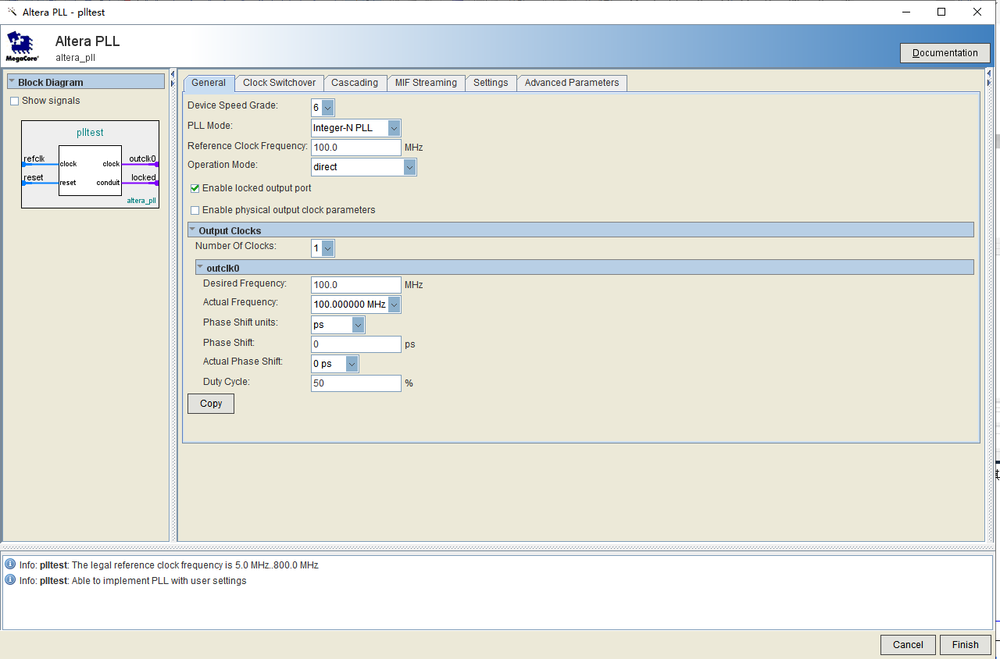 Altera PLL - plltest
MegaCore®
Altera PLL
altera_pll
Documentation
Block Diagram
Show signals
plltest
refclk
clock
clock
outclk0
reset
reset
conduit
locked
altera_pll
General
Clock Switchover
Cascading
MIF Streaming
Settings
Advanced Parameters
Device Speed Grade: 6
PLL Mode: Integer-N PLL
Reference Clock Frequency: 100.0 MHz
Operation Mode: direct
Enable locked output port
Enable physical output clock parameters
Output Clocks
Number Of Clocks: 1
outclk0
Desired Frequency: 100.0 MHz
Actual Frequency: 100.000000 MHz
Phase Shift units: ps
Phase Shift: 0 ps
Actual Phase Shift: 0 ps
Duty Cycle: 50 %
Copy
Info: plltest: The legal reference clock frequency is 5.0 MHz..800.0 MHz
Info: plltest: Able to implement PLL with user settings
Cancel
Finish